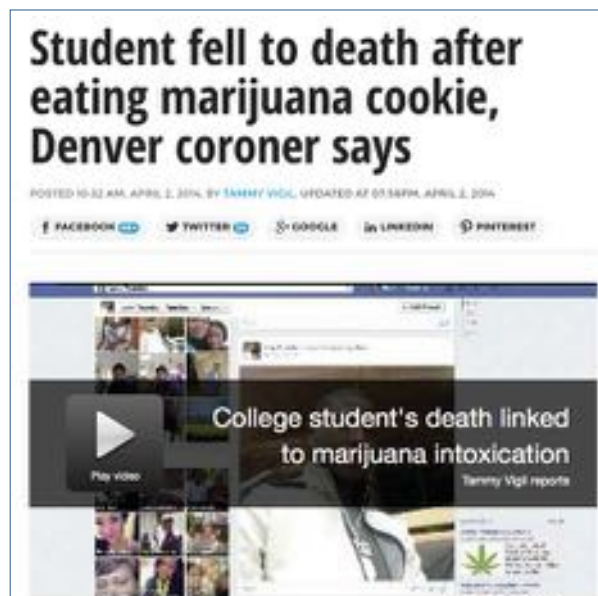 Student fell to death after
eating marijuana cookie,
Denver coroner says
POSTED 10:32 AM, APRIL 2, 2014, BY TAMMY VIGIL, UPDATED AT 07:58PM, APRIL 2, 2014
FACEBOOK TWITTER GOOGLE LINKEDIN PINTEREST
College student's death linked
to marijuana intoxication
Play video
Tammy Vigil reports